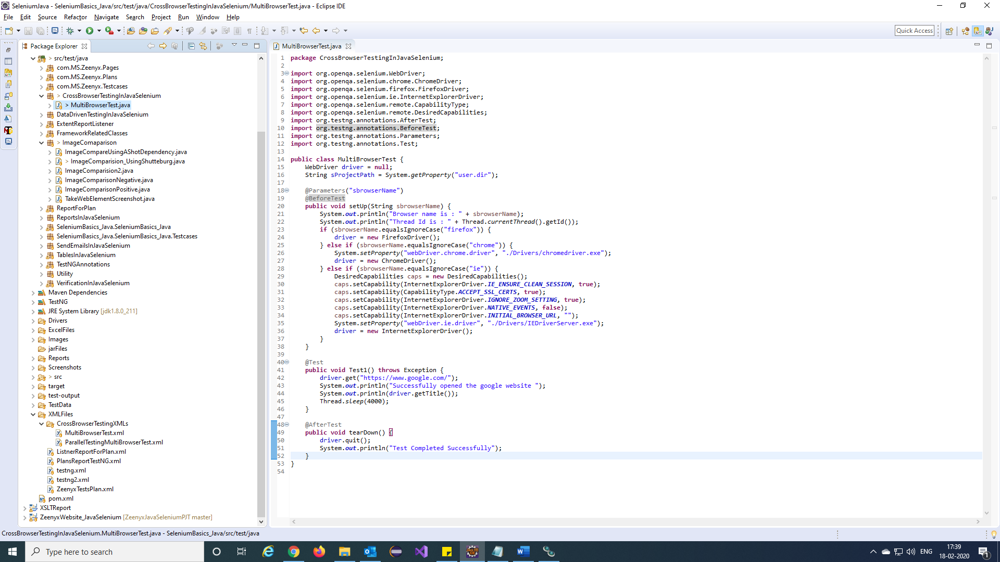 SeleniumJava - SeleniumBasics_Java/src/test/java/CrossBrowserTestingInJavaSelenium/MultiBrowserTest.java - Eclipse IDE
File Edit Source Refactor Navigate Search Project Run Window Help
Quick Access
Package Explorer
> src/test/java
com.MS.Zeenyx.Pages
com.MS.Zeenyx.Plans
com.MS.Zeenyx.Testcases
> CrossBrowserTestingInJavaSelenium
> MultiBrowserTest.java
DataDrivenTestingInJavaSelenium
ExtentReportListener
FrameworkRelatedClasses
> ImageComaparison
ImageCompareUsingAShotDependency.java
> ImageComparision_UsingShutteburg.java
ImageComparision2.java
ImageComparisonNegative.java
ImageComparisonPositive.java
TakeWebElementScreenshot.java
ReportForPlan
ReportsInJavaSelenium
SeleniumBasics_Java.SeleniumBasics_Java
SeleniumBasics_Java.SeleniumBasics_Java.Testcases
SendEmailsInJavaSelenium
TablesInJavaSelenium
TestNGAnnotations
Utility
VerificationInJavaSelenium
Maven Dependencies
TestNG
JRE System Library [jdk1.8.0_211]
Drivers
ExcelFiles
Images
jarFiles
Reports
Screenshots
> src
target
test-output
TestData
XMLFiles
CrossBrowserTestingXMLs
MultiBrowserTest.xml
ParallelTestingMultiBrowserTest.xml
ListnerReportForPlan.xml
PlansReportTestNG.xml
testng.xml
testng2.xml
ZeenyxTestsPlan.xml
pom.xml
XSLTReport
ZeenyxWebsite_JavaSelenium [ZeenyxJavaSeleniumPJT master]
MultiBrowserTest.java
1 package CrossBrowserTestingInJavaSelenium;
2
3 import org.openqa.selenium.WebDriver;
4 import org.openqa.selenium.chrome.ChromeDriver;
5 import org.openqa.selenium.firefox.FirefoxDriver;
6 import org.openqa.selenium.ie.InternetExplorerDriver;
7 import org.openqa.selenium.remote.CapabilityType;
8 import org.openqa.selenium.remote.DesiredCapabilities;
9 import org.testng.annotations.AfterTest;
10 import org.testng.annotations.BeforeTest;
11 import org.testng.annotations.Parameters;
12 import org.testng.annotations.Test;
13
14 public class MultiBrowserTest {
15 WebDriver driver = null;
16 String sProjectPath = System.getProperty("user.dir");
17
18 @Parameters("sbrowserName")
19 @BeforeTest
20 public void setUp(String sbrowserName) {
21 System.out.println("Browser name is : " + sbrowserName);
22 System.out.println("Thread Id is : " + Thread.currentThread().getId());
23 if (sbrowserName.equalsIgnoreCase("firefox")) {
24 driver = new FirefoxDriver();
25 } else if (sbrowserName.equalsIgnoreCase("chrome")) {
26 System.setProperty("webDriver.chrome.driver", "./Drivers/chromedriver.exe");
27 driver = new ChromeDriver();
28 } else if (sbrowserName.equalsIgnoreCase("ie")) {
29 DesiredCapabilities caps = new DesiredCapabilities();
30 caps.setCapability(InternetExplorerDriver.IE_ENSURE_CLEAN_SESSION, true);
31 caps.setCapability(CapabilityType.ACCEPT_SSL_CERTS, true);
32 caps.setCapability(InternetExplorerDriver.IGNORE_ZOOM_SETTING, true);
33 caps.setCapability(InternetExplorerDriver.NATIVE_EVENTS, false);
34 caps.setCapability(InternetExplorerDriver.INITIAL_BROWSER_URL, "");
35 System.setProperty("webDriver.ie.driver", "./Drivers/IEDriverServer.exe");
36 driver = new InternetExplorerDriver();
37 }
38 }
39
40 @Test
41 public void Test1() throws Exception {
42 driver.get("https://www.google.com/");
43 System.out.println("Successfully opened the google website ");
44 System.out.println(driver.getTitle());
45 Thread.sleep(4000);
46 }
47
48 @AfterTest
49 public void tearDown() {
50 driver.quit();
51 System.out.println("Test Completed Successfully");
52 }
53 }
54
CrossBrowserTestingInJavaSelenium.MultiBrowserTest.java - SeleniumBasics_Java/src/test/java
Type here to search
ENG
17:39
18-02-2020
1